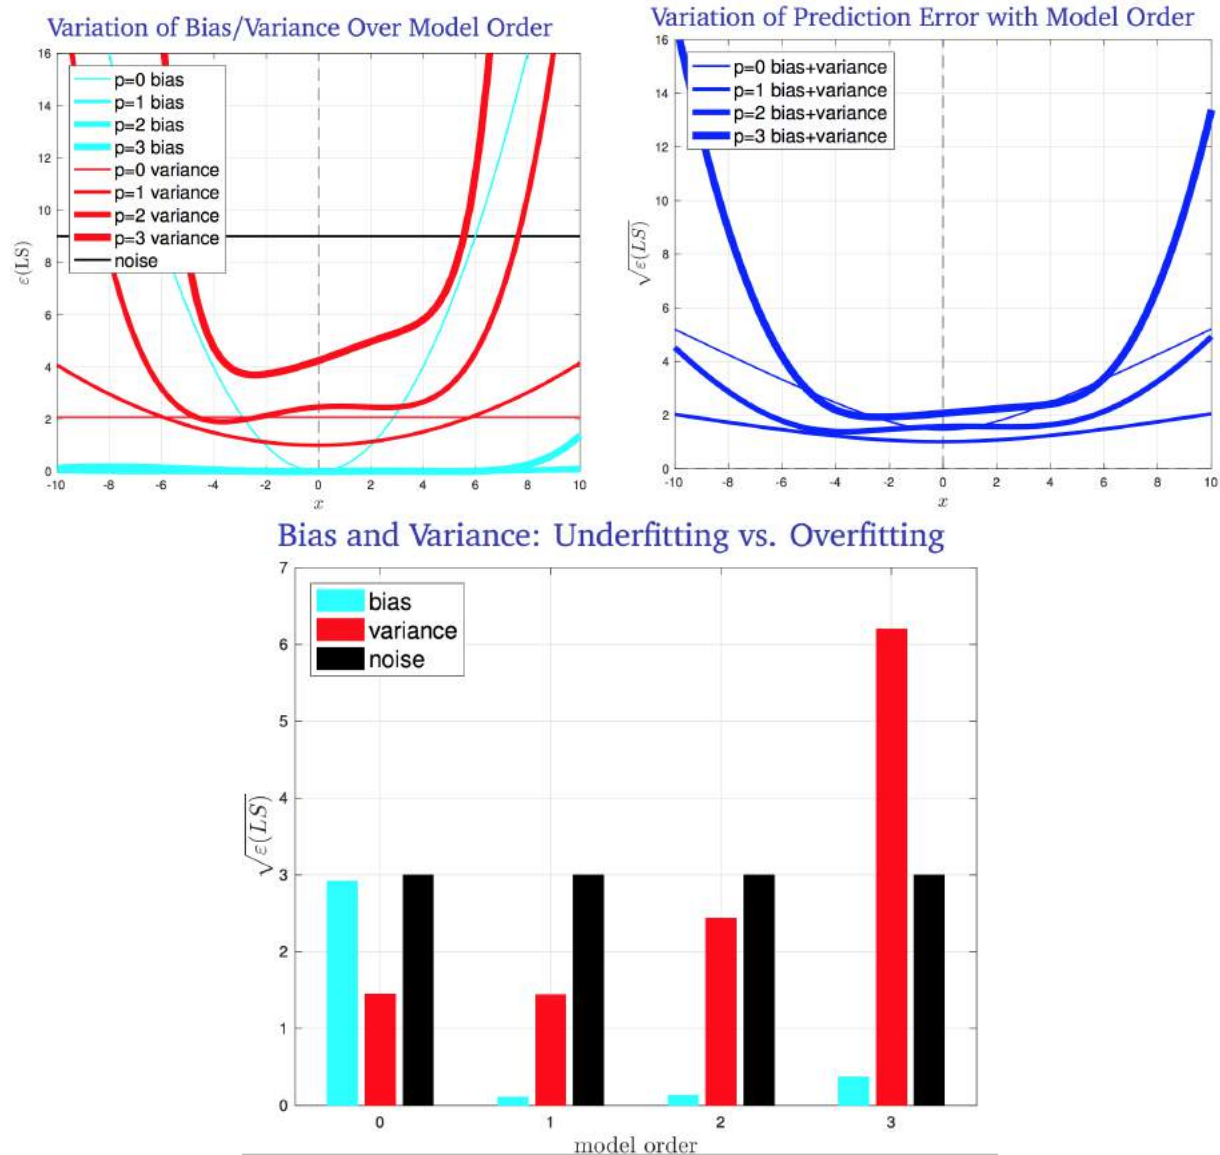 Variation of Bias/Variance Over Model Order
16
14
12
10
8
6
4
2
0
ε(LS)
p=0 bias
p=1 bias
p=2 bias
p=3 bias
p=0 variance
p=1 variance
p=2 variance
p=3 variance
noise
-10 -8 -6 -4 -2 0 2 4 6 8 10
x
Variation of Prediction Error with Model Order
16
14
12
10
8
6
4
2
0
√ε(LS)
p=0 bias+variance
p=1 bias+variance
p=2 bias+variance
p=3 bias+variance
-10 -8 -6 -4 -2 0 2 4 6 8 10
x
Bias and Variance: Underfitting vs. Overfitting
7
6
5
4
3
2
1
0
√ε(LS)
bias
variance
noise
0 1 2 3
model order